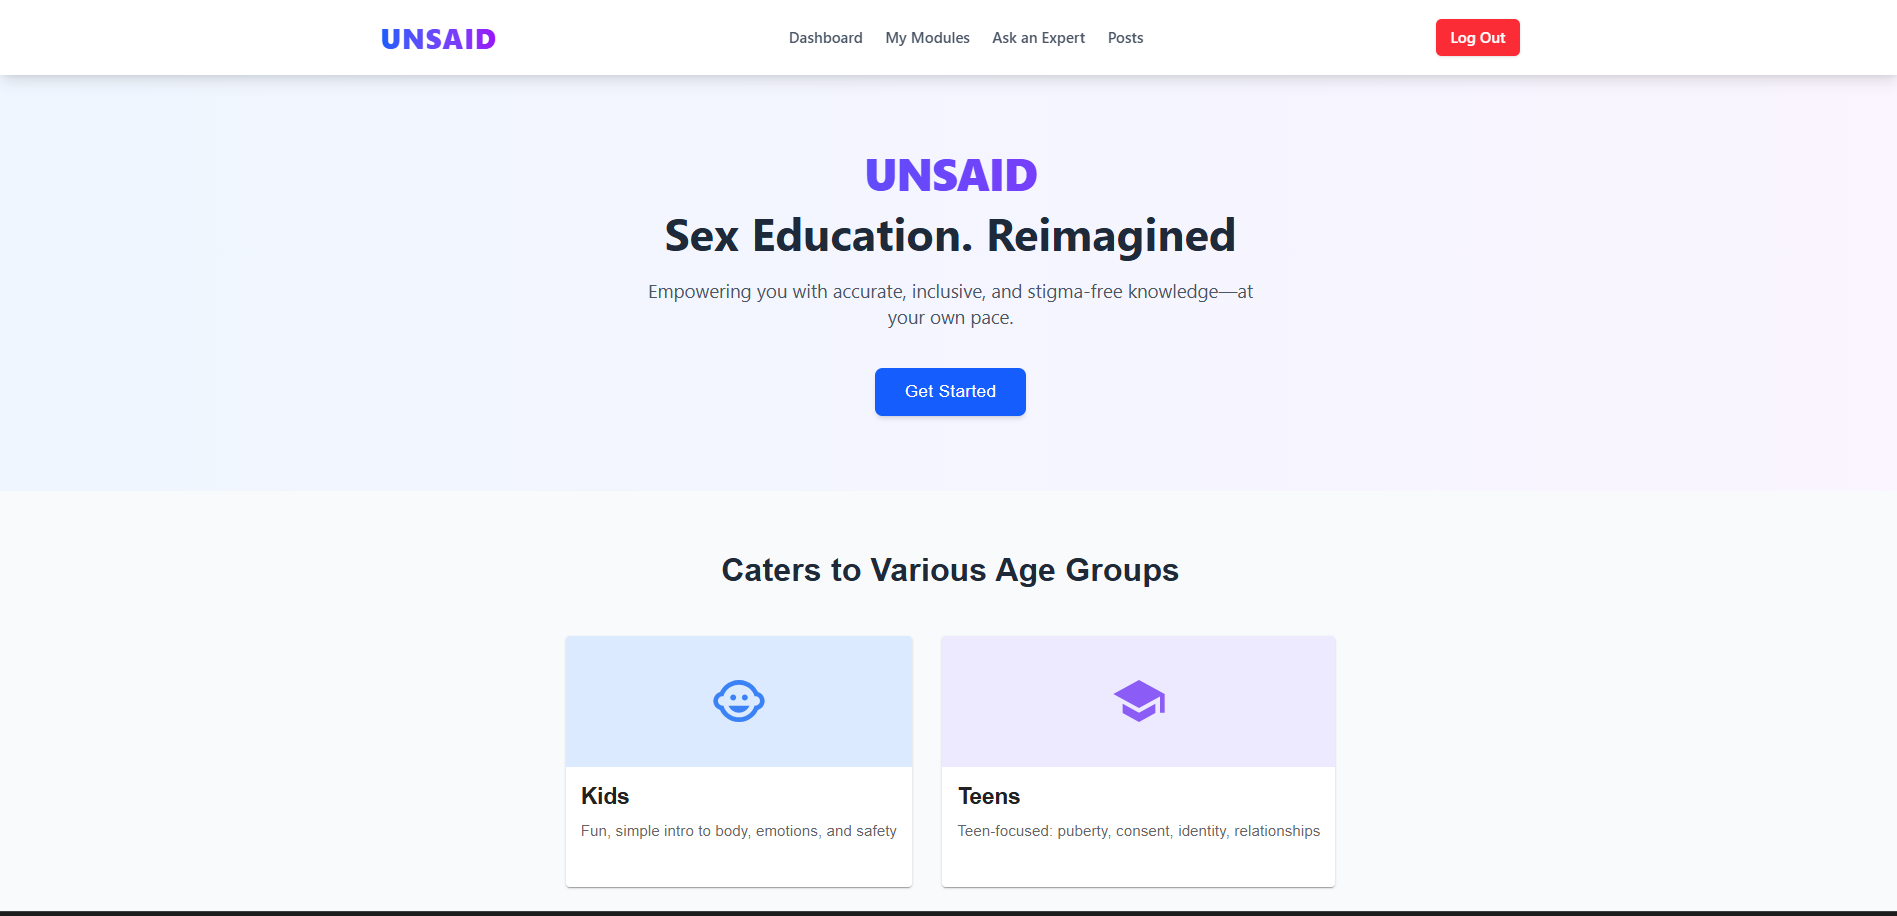 UNSAID
Dashboard My Modules Ask an Expert Posts
Log Out
UNSAID
Sex Education. Reimagined
Empowering you with accurate, inclusive, and stigma-free knowledge—at
your own pace.
Get Started
Caters to Various Age Groups
Kids
Fun, simple intro to body, emotions, and safety
Teens
Teen-focused: puberty, consent, identity, relationships